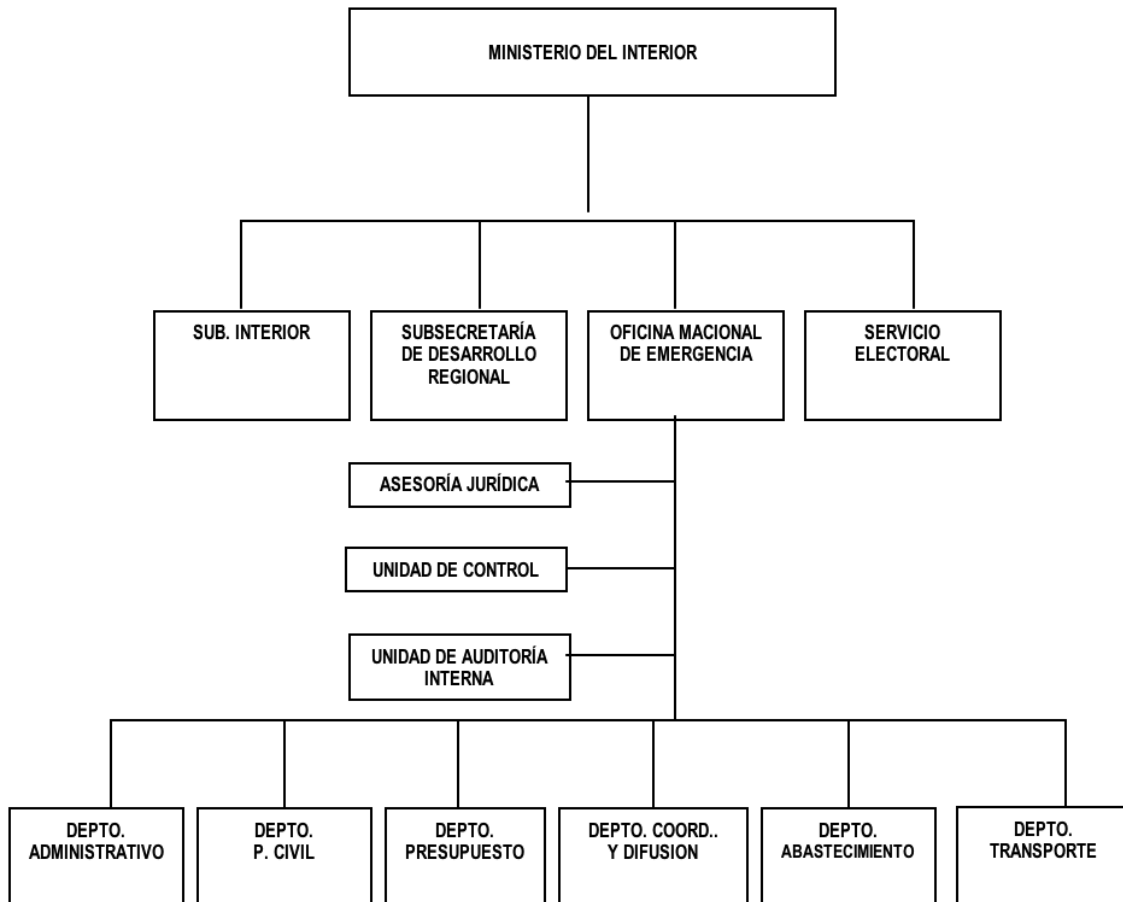 MINISTERIO DEL INTERIOR
SUB. INTERIOR
SUBSECRETARÍA
DE DESARROLLO
REGIONAL
OFICINA MACIONAL
DE EMERGENCIA
SERVICIO
ELECTORAL
ASESORÍA JURÍDICA
UNIDAD DE CONTROL
UNIDAD DE AUDITORÍA
INTERNA
DEPTO.
ADMINISTRATIVO
DEPTO.
P. CIVIL
DEPTO.
PRESUPUESTO
DEPTO. COORD..
Y DIFUSION
DEPTO.
ABASTECIMIENTO
DEPTO.
TRANSPORTE